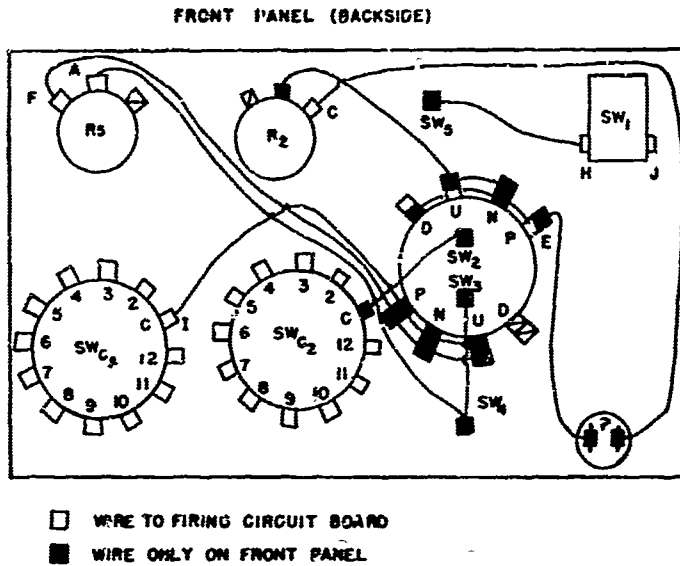 FRONT PANEL (BACKSIDE)
F
A
R5
R2
C
SW5
SW1
H
J
D
U
N
P
E
SW2
SW3
P
N
U
D
SW4
5
4
3
2
C
I
6
7
8
9
10
11
12
5
4
3
2
C
6
SWC2
7
8
9
10
11
12
?
WIRE TO FIRING CIRCUIT BOARD
WIRE ONLY ON FRONT PANEL